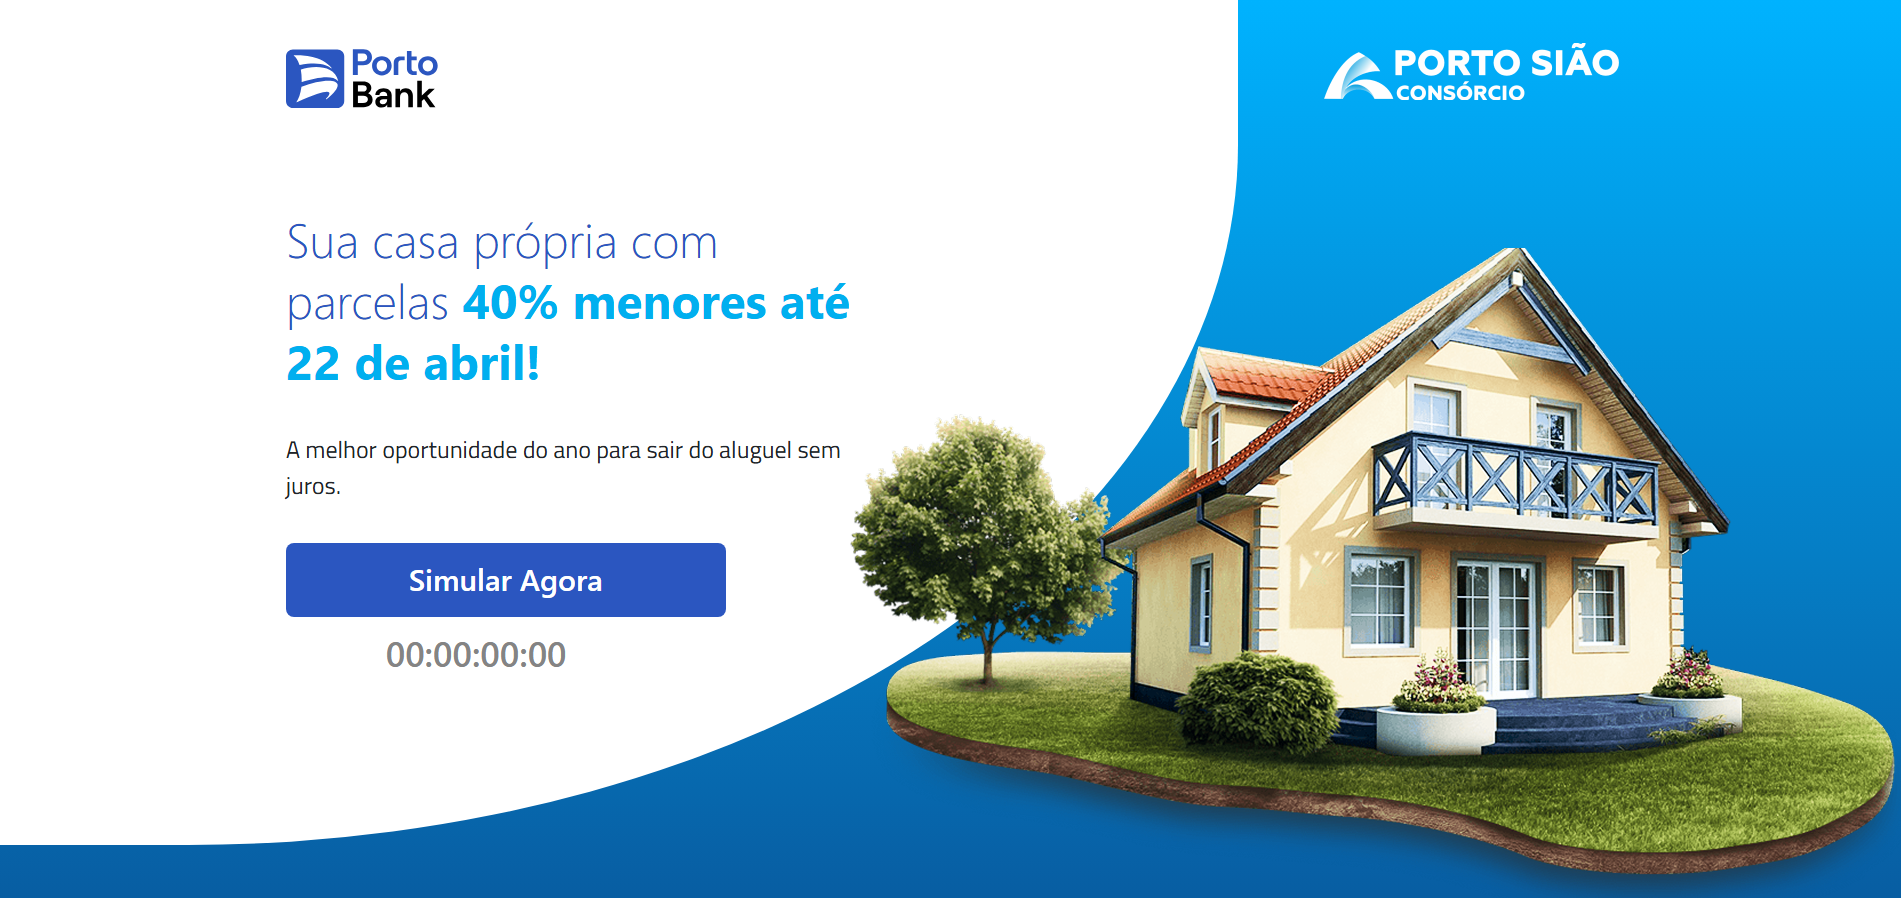 Porto
Bank
PORTO SIÃO
CONSÓRCIO
Sua casa própria com
parcelas 40% menores até
22 de abril!
A melhor oportunidade do ano para sair do aluguel sem
juros.
Simular Agora
00:00:00:00